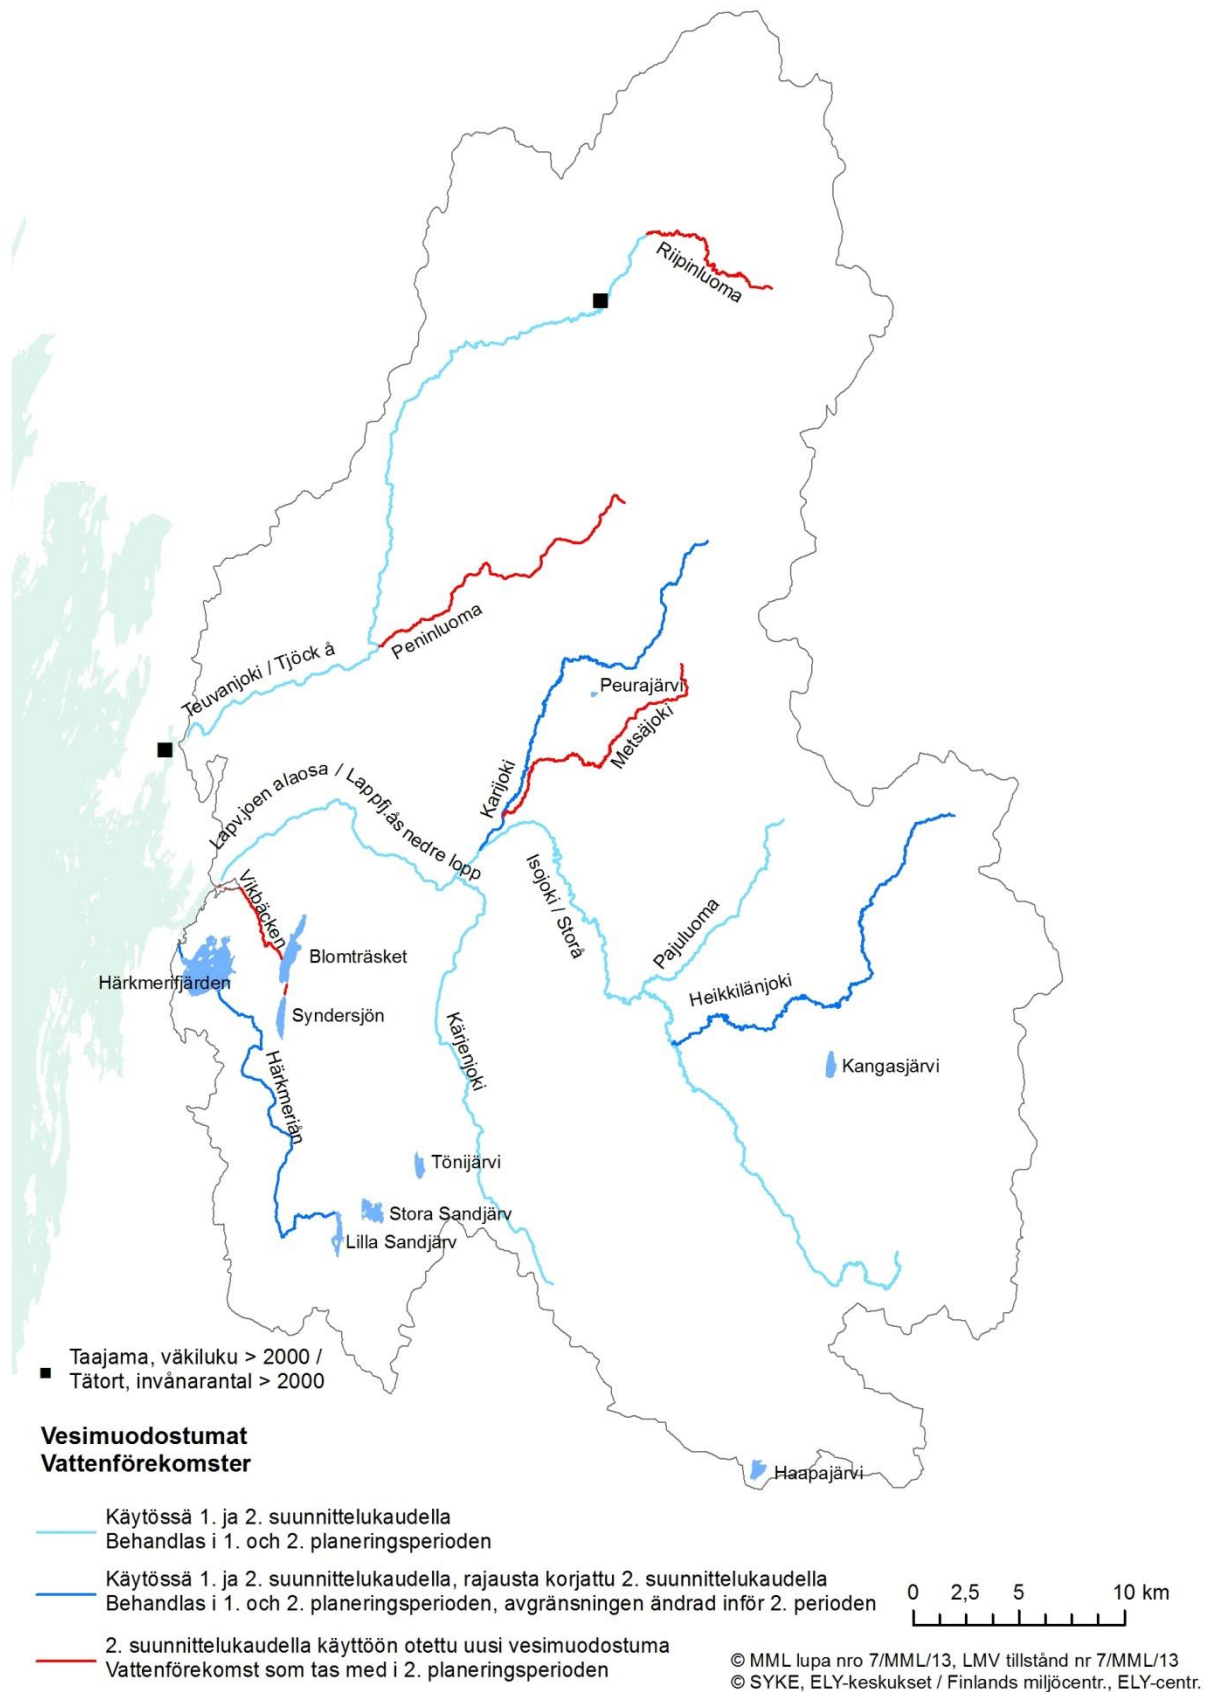 Riipinluoma
Peninluoma
Teuvanjoki / Tjöck å
Peurajärvi
Metsäjoki
Karijoki
Lapv.joen alaosa / Lappfj.ås nedre lopp
Isojoki / Storå
Pajuluoma
Vikbäcken
Blomträsket
Härkmerifjärden
Heikkilänjoki
Syndersjön
Kärjenjoki
Kangasjärvi
Härkmeriån
Tönijärvi
Stora Sandjärv
Lilla Sandjärv
Haapajärvi
Taajama, väkiluku > 2000 /
Tätort, invånarantal > 2000
Vesimuodostumat
Vattenförekomster
Käytössä 1. ja 2. suunnittelukaudella
Behandlas i 1. och 2. planeringsperioden
Käytössä 1. ja 2. suunnittelukaudella, rajausta korjattu 2. suunnittelukaudella
Behandlas i 1. och 2. planeringsperioden, avgränsningen ändrad inför 2. perioden
2. suunnittelukaudella käyttöön otettu uusi vesimuodostuma
Vattenförekomst som tas med i 2. planeringsperioden
0 2,5 5 10 km
© MML lupa nro 7/MML/13, LMV tillstånd nr 7/MML/13
© SYKE, ELY-keskukset / Finlands miljöcentr., ELY-centr.